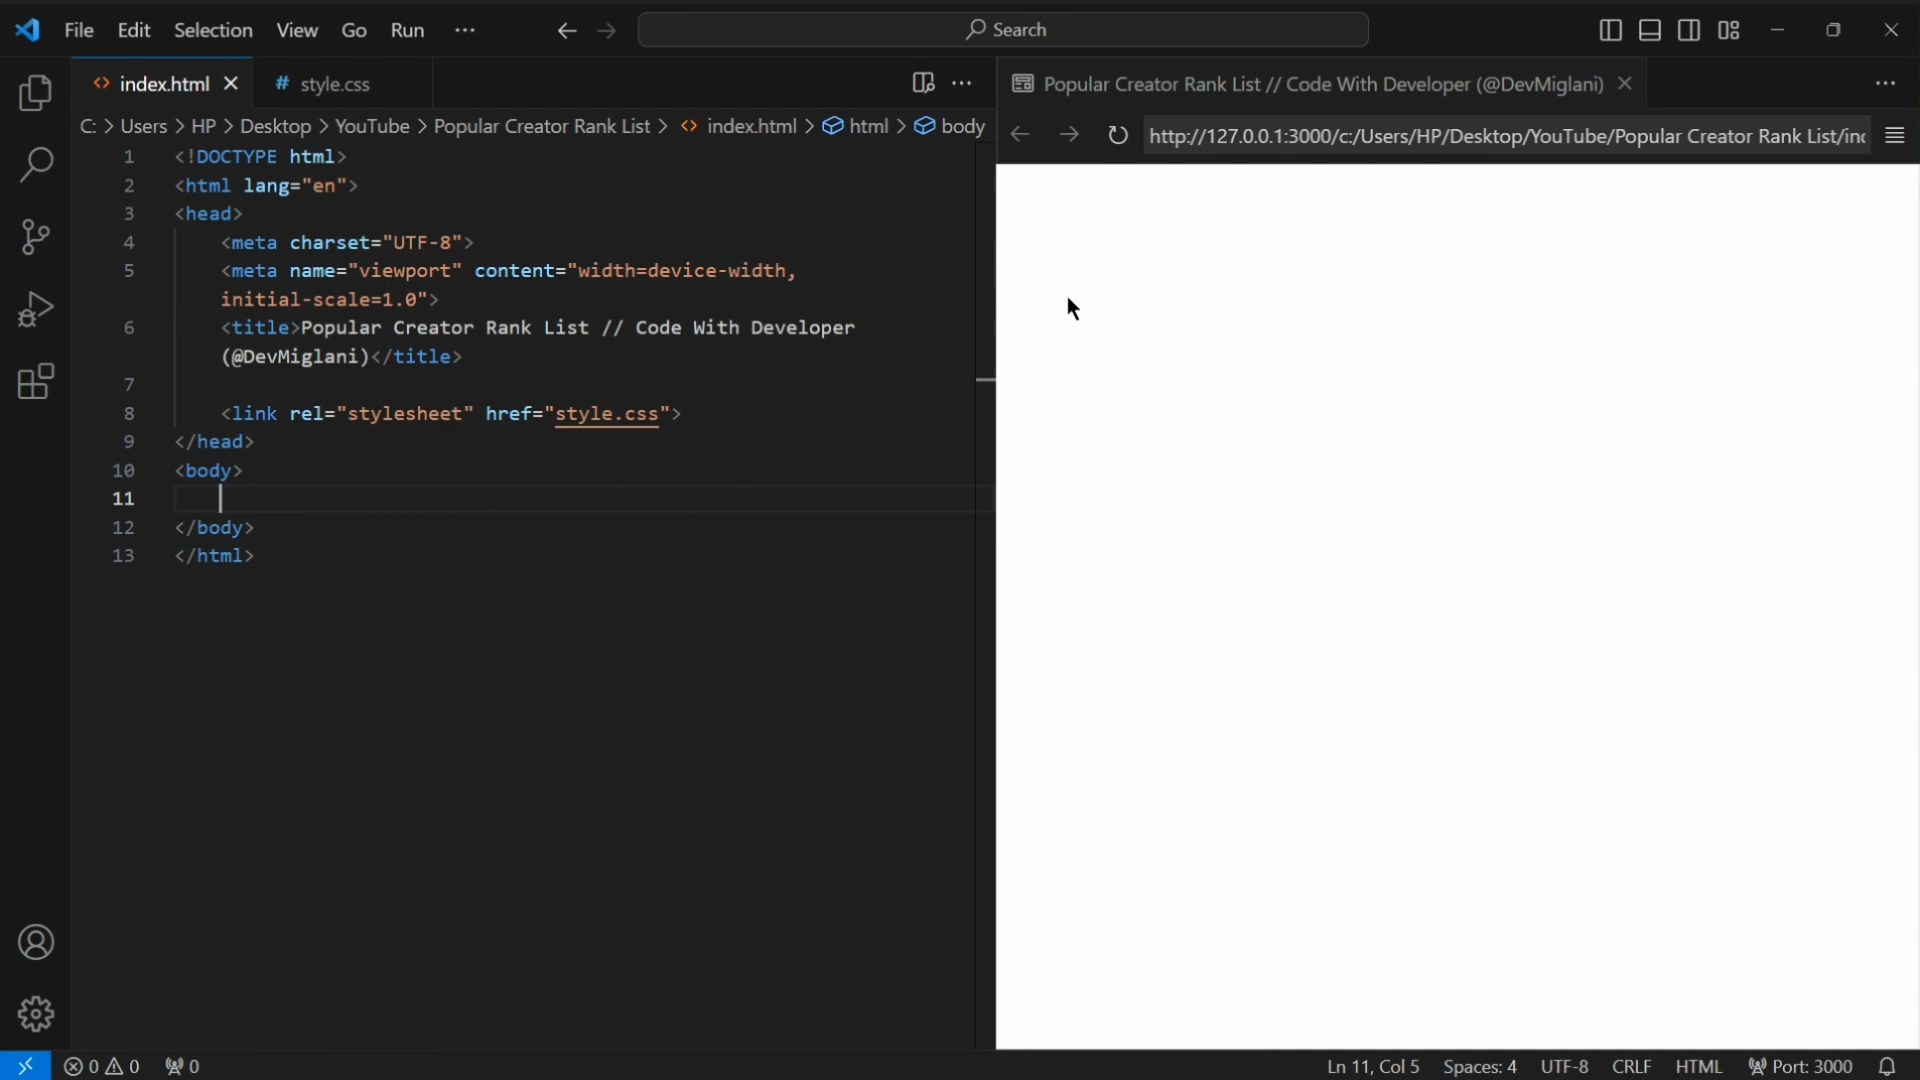 File Edit Selection View Go Run ··· Search
index.html style.css
Popular Creator Rank List // Code With Developer (@DevMiglani)
C: > Users > HP > Desktop > YouTube > Popular Creator Rank List > index.html > html > body
http://127.0.0.1:3000/c:/Users/HP/Desktop/YouTube/Popular Creator Rank List/in
1 <!DOCTYPE html>
2 <html lang="en">
3 <head>
4 <meta charset="UTF-8">
5 <meta name="viewport" content="width=device-width,
initial-scale=1.0">
6 <title>Popular Creator Rank List // Code With Developer
(@DevMiglani)</title>
7
8 <link rel="stylesheet" href="style.css">
9 </head>
10 <body>
11
12 </body>
13 </html>
0 0 0 Ln 11, Col 5 Spaces: 4 UTF-8 CRLF HTML Port: 3000